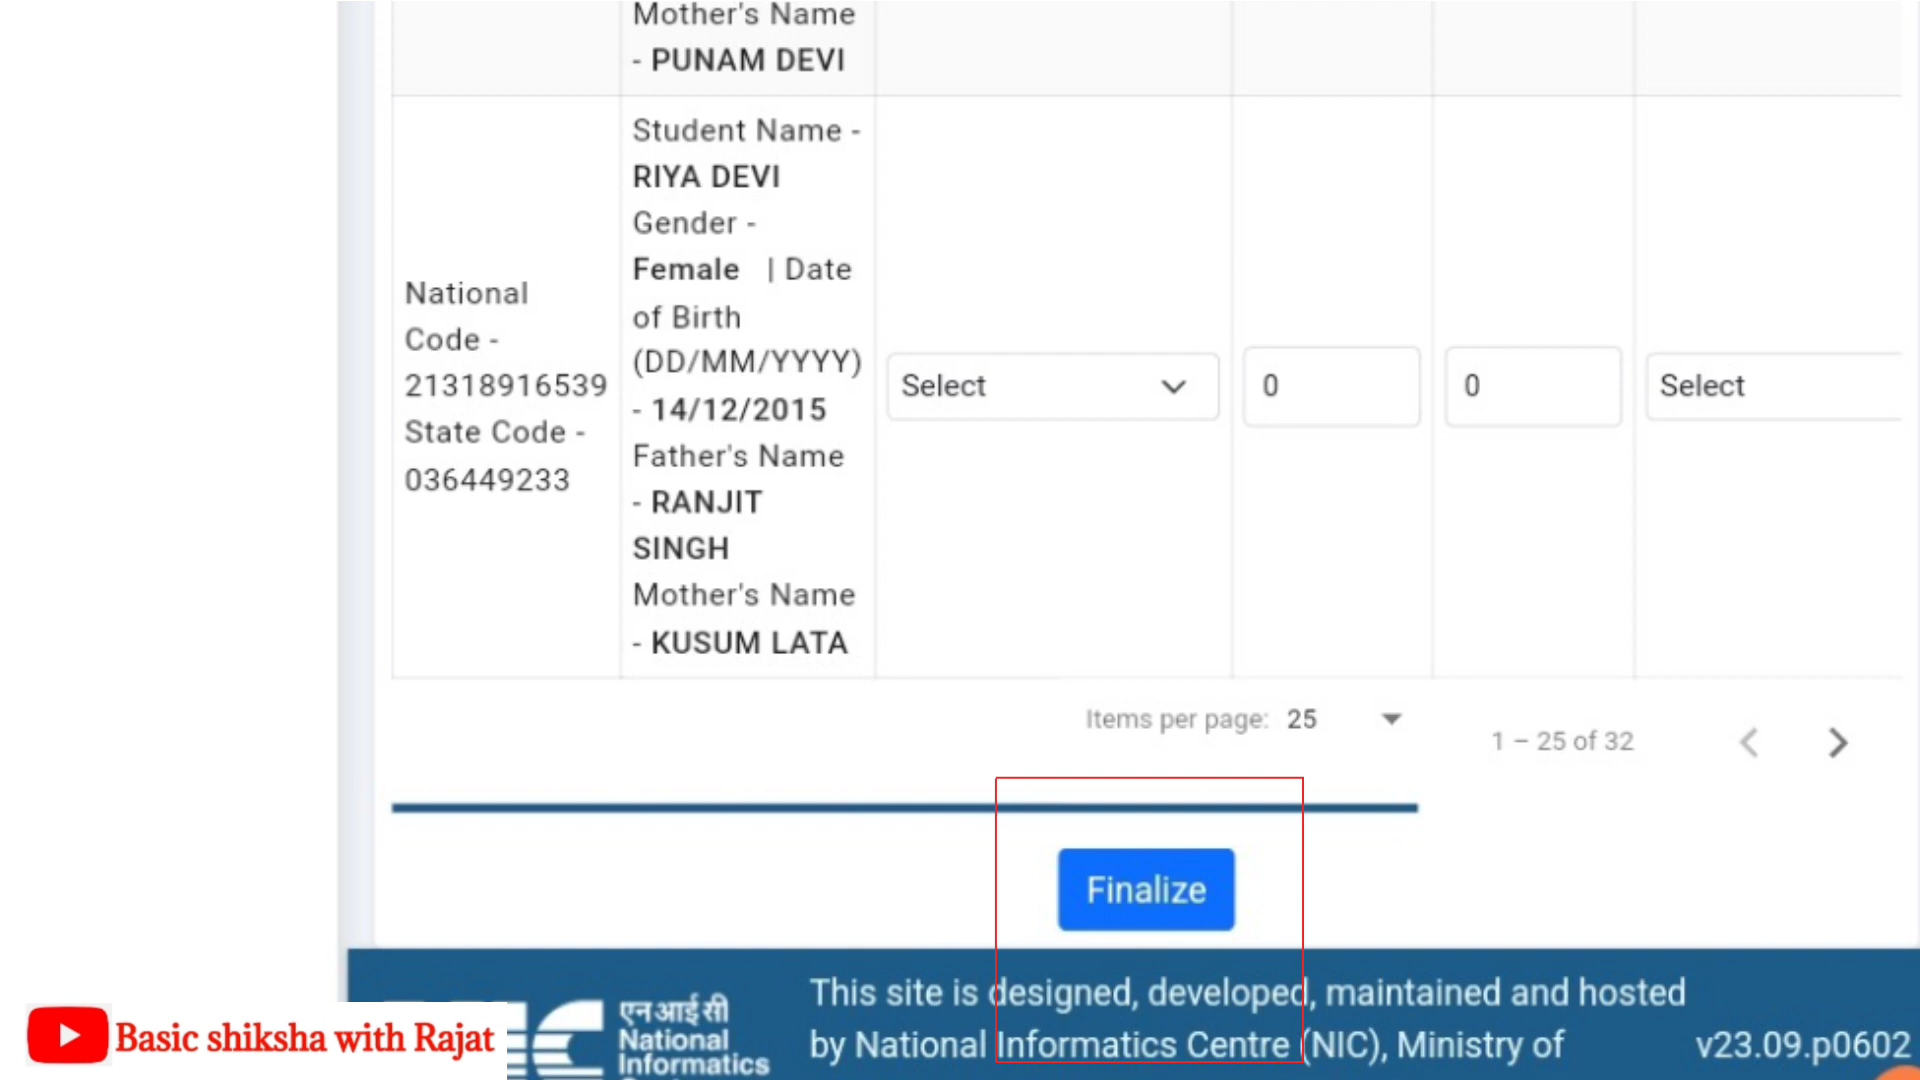 Mother's Name
- PUNAM DEVI
National
Code -
21318916539
State Code -
036449233
Student Name -
RIYA DEVI
Gender -
Female | Date
of Birth
(DD/MM/YYYY)
- 14/12/2015
Father's Name
- RANJIT
SINGH
Mother's Name
- KUSUM LATA
Select
0
0
Select
Items per page: 25
1 – 25 of 32
Finalize
एन आई सी
National
Informatics
This site is designed, developed, maintained and hosted
by National Informatics Centre (NIC), Ministry of
v23.09.p0602
Basic shiksha with Rajat